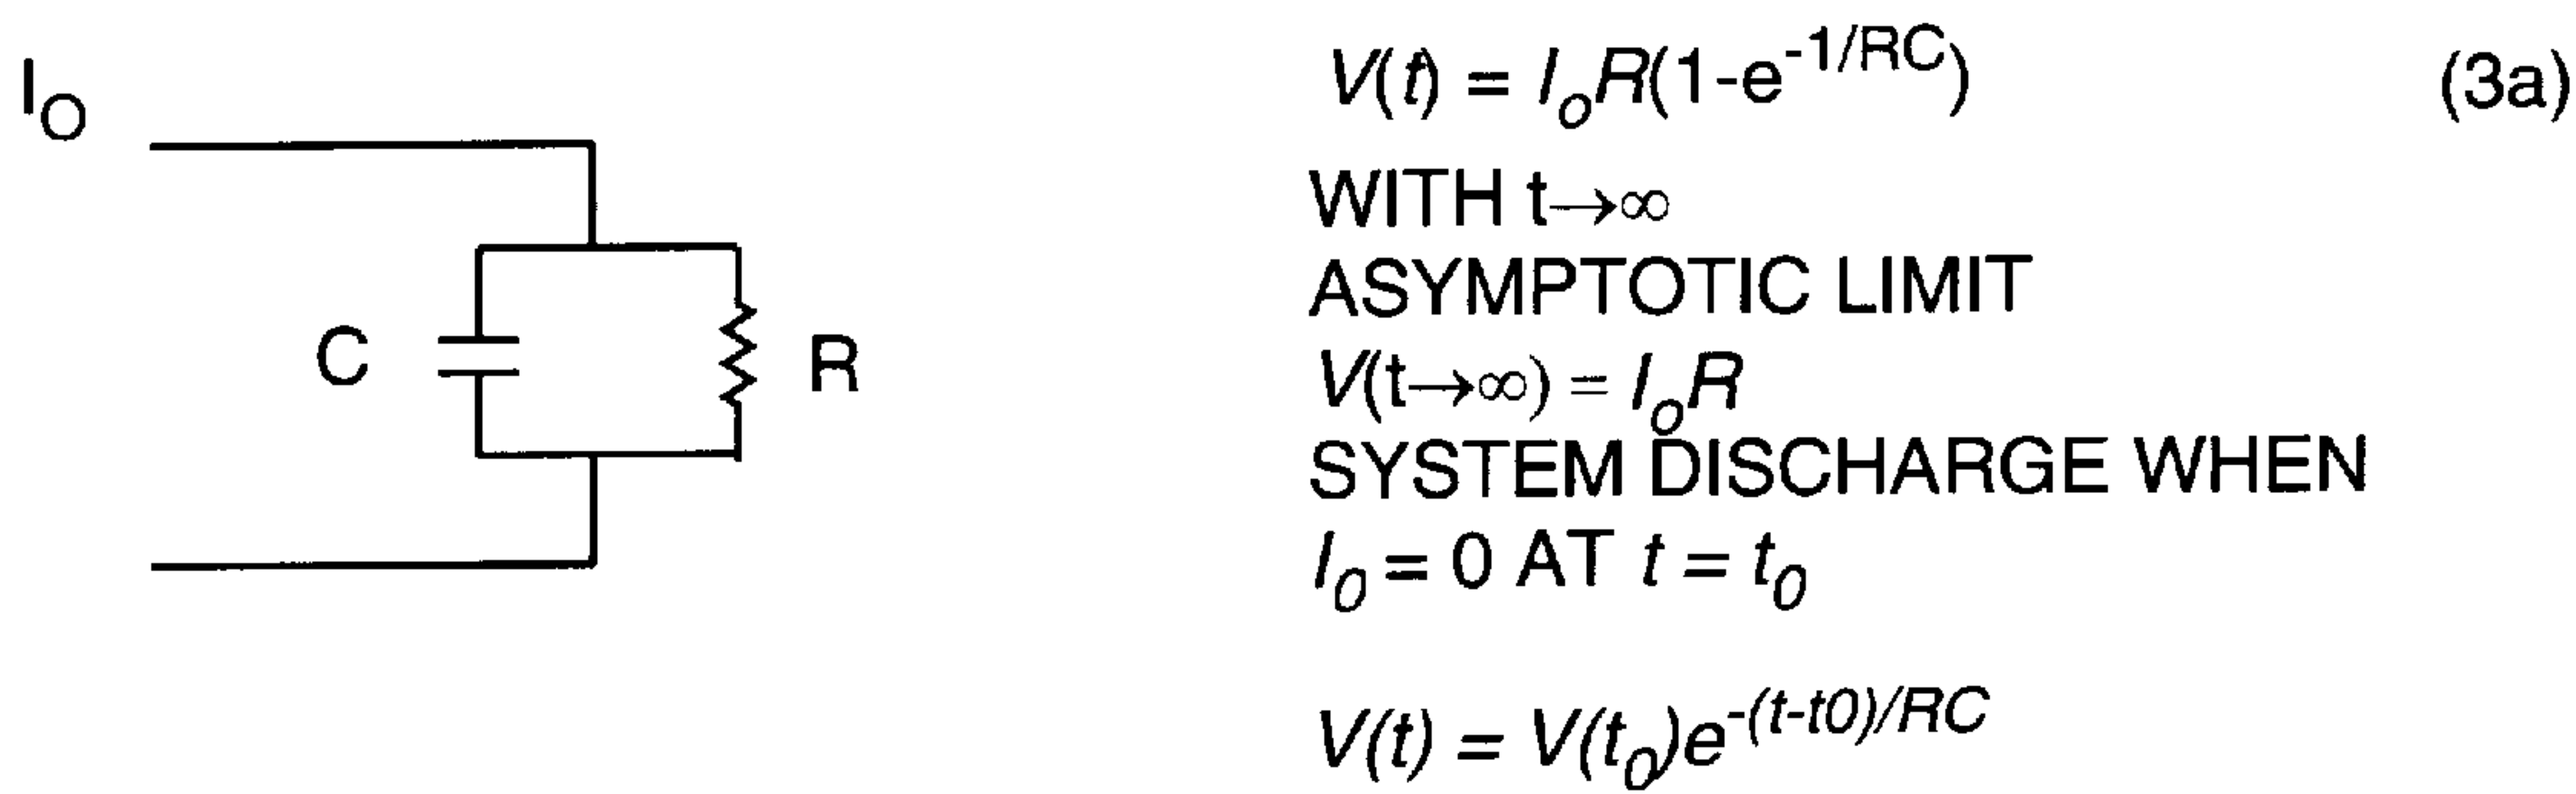 I_O
C
R
V(t) = I_oR(1-e^{-1/RC}) (3a)
WITH t→∞
ASYMPTOTIC LIMIT
V(t→∞) = I_oR
SYSTEM DISCHARGE WHEN
I_0 = 0 AT t = t_0
V(t) = V(t_0)e^{-(t-t0)/RC}